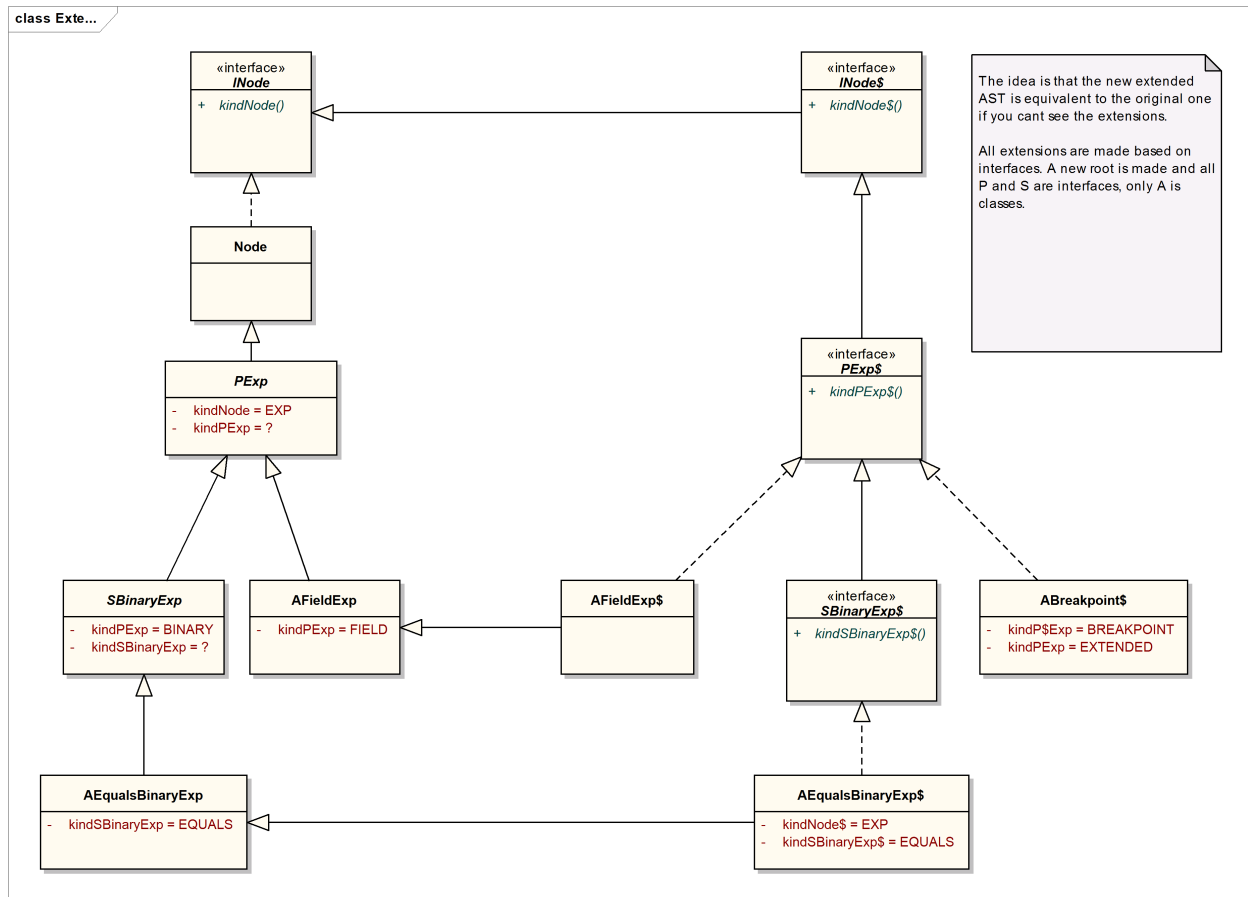 class Exte...
«interface»
INode
+ kindNode()
«interface»
INode$
+ kindNode$()
The idea is that the new extended
AST is equivalent to the original one
if you cant see the extensions.
All extensions are made based on
interfaces. A new root is made and all
P and S are interfaces, only A is
classes.
Node
PExp
- kindNode = EXP
- kindPExp = ?
«interface»
PExp$
+ kindPExp$()
SBinaryExp
- kindPExp = BINARY
- kindSBinaryExp = ?
AFieldExp
- kindPExp = FIELD
AFieldExp$
«interface»
SBinaryExp$
+ kindSBinaryExp$()
ABreakpoint$
- kindP$Exp = BREAKPOINT
- kindPExp = EXTENDED
AEqualsBinaryExp
- kindSBinaryExp = EQUALS
AEqualsBinaryExp$
- kindNode$ = EXP
- kindSBinaryExp$ = EQUALS